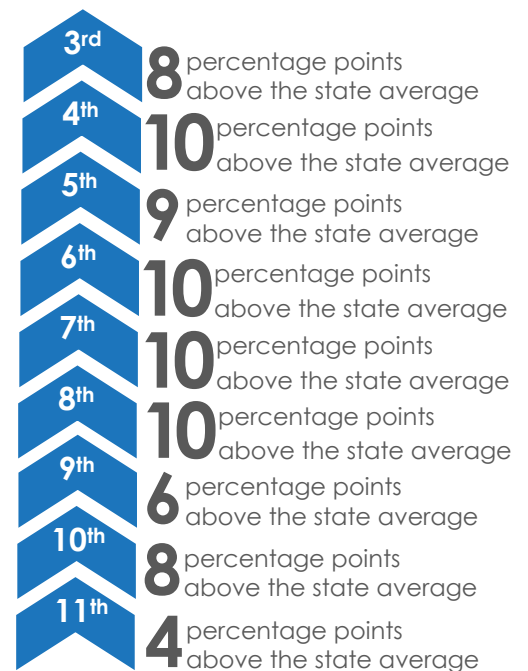 3rd
8 percentage points
above the state average
4th
10 percentage points
above the state average
5th
9 percentage points
above the state average
6th
10 percentage points
above the state average
7th
10 percentage points
above the state average
8th
10 percentage points
above the state average
9th
6 percentage points
above the state average
10th
8 percentage points
above the state average
11th
4 percentage points
above the state average